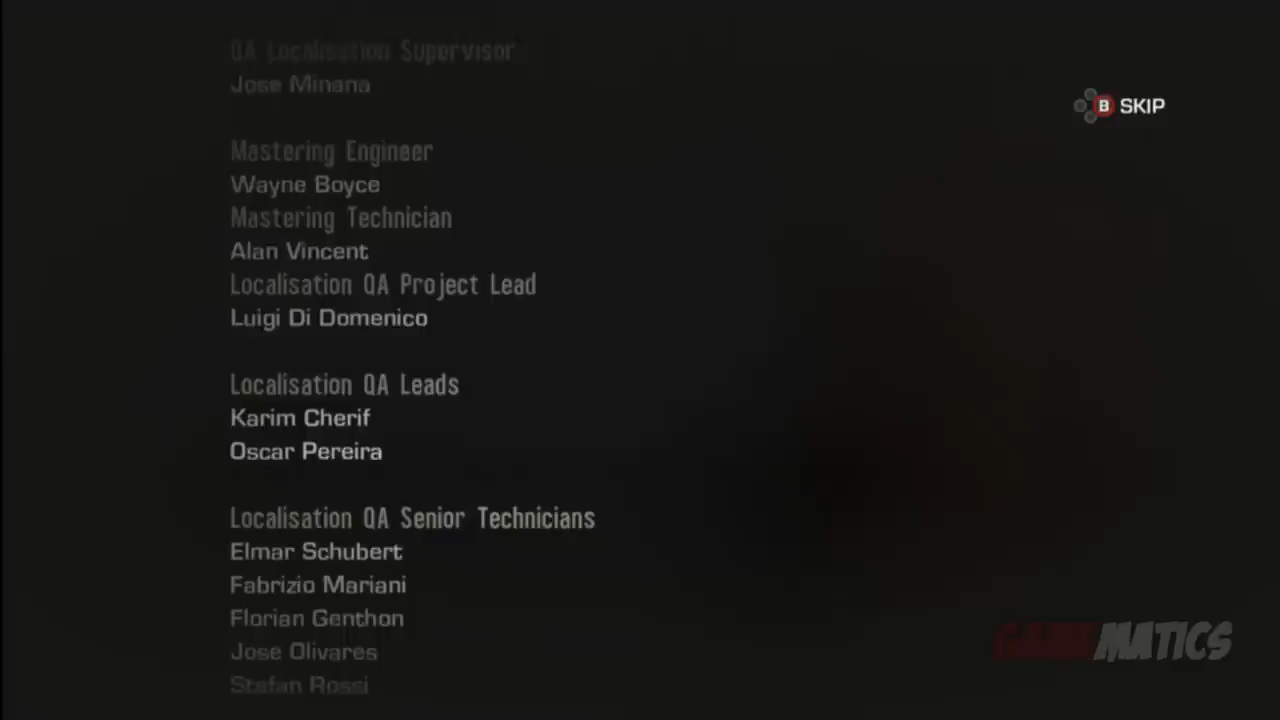 QA Localisation Supervisor
Jose Minana
B SKIP
Mastering Engineer
Wayne Boyce
Mastering Technician
Alan Vincent
Localisation QA Project Lead
Luigi Di Domenico
Localisation QA Leads
Karim Cherif
Oscar Pereira
Localisation QA Senior Technicians
Elmar Schubert
Fabrizio Mariani
Florian Genthon
Jose Olivares
Stefan Rossi
GAMEMATICS